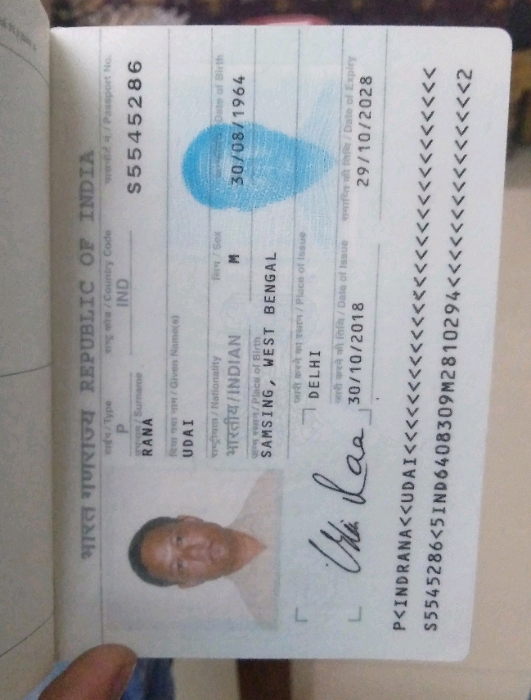 भारत गणराज्य REPUBLIC OF INDIA
टाईप / Type राष्ट्र कोड / Country Code पासपोर्ट नं. / Passport No.
P IND S5545286
उपनाम / Surname
RANA
दिया गया नाम / Given Name(s)
UDAI
राष्ट्रीयता / Nationality लिंग / Sex जन्मतिथि / Date of Birth
भारतीय / INDIAN M 30/08/1964
जन्म स्थान / Place of Birth
SAMSING, WEST BENGAL
जारी करने का स्थान / Place of Issue
DELHI
जारी करने की तिथि / Date of Issue समाप्ति की तिथि / Date of Expiry
30/10/2018 29/10/2028
P<INDRANA<<UDAI<<<<<<<<<<<<<<<<<<<<<<<<<<<<<
S5545286<5IND6408309M2810294<<<<<<<<<<<<<<<2